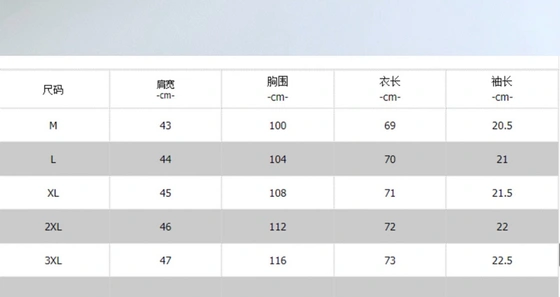 尺码 肩宽 胸围 衣长 袖长
-cm- -cm- -cm- -cm-
M 43 100 69 20.5
L 44 104 70 21
XL 45 108 71 21.5
2XL 46 112 72 22
3XL 47 116 73 22.5